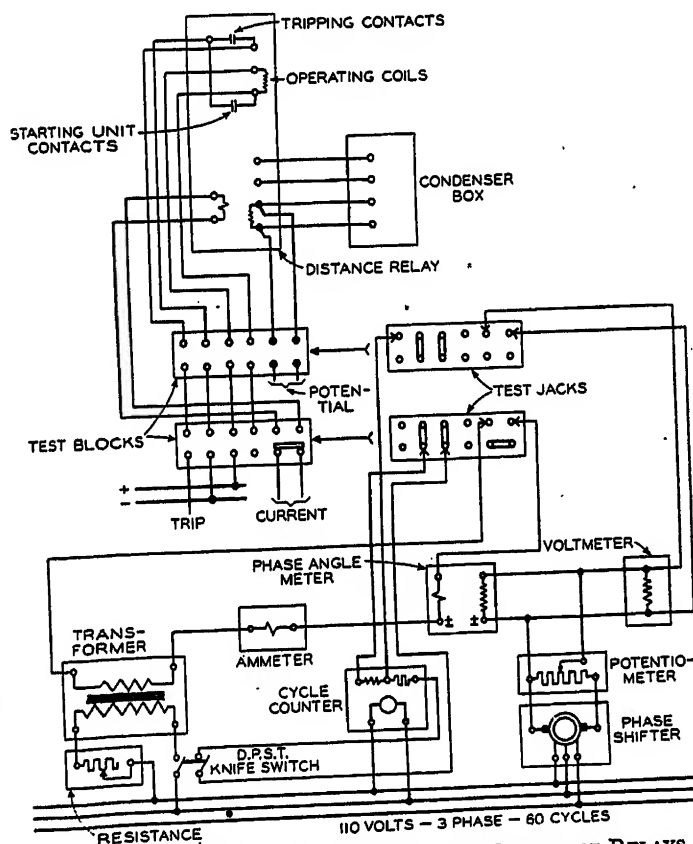 TRIPPING CONTACTS
OPERATING COILS
STARTING UNIT
CONTACTS
CONDENSER
BOX
DISTANCE RELAY
POTEN-
TIAL
TEST JACKS
TEST BLOCKS
+
-
TRIP
CURRENT
PHASE ANGLE
METER
VOLTMETER
± ±
TRANS-
FORMER
AMMETER
CYCLE
COUNTER
POTENTIO-
METER
PHASE
SHIFTER
D.P.S.T.
KNIFE SWITCH
RESISTANCE
110 VOLTS - 3 PHASE - 60 CYCLES
RELAYS